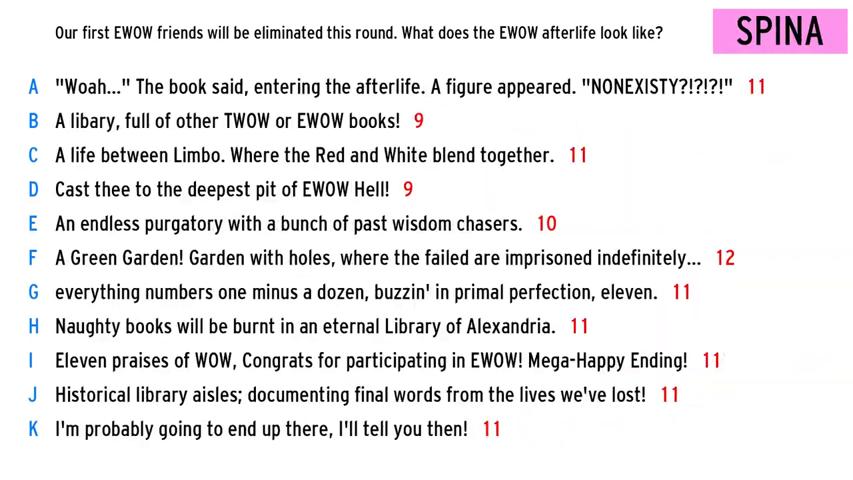 Our first EWOW friends will be eliminated this round. What does the EWOW afterlife look like?
SPINA
A "Woah..." The book said, entering the afterlife. A figure appeared. "NONEXISTY?!?!?!" 11
B A libary, full of other TWOW or EWOW books! 9
C A life between Limbo. Where the Red and White blend together. 11
D Cast thee to the deepest pit of EWOW Hell! 9
E An endless purgatory with a bunch of past wisdom chasers. 10
F A Green Garden! Garden with holes, where the failed are imprisoned indefinitely... 12
G everything numbers one minus a dozen, buzzin' in primal perfection, eleven. 11
H Naughty books will be burnt in an eternal Library of Alexandria. 11
I Eleven praises of WOW, Congrats for participating in EWOW! Mega-Happy Ending! 11
J Historical library aisles; documenting final words from the lives we've lost! 11
K I'm probably going to end up there, I'll tell you then! 11